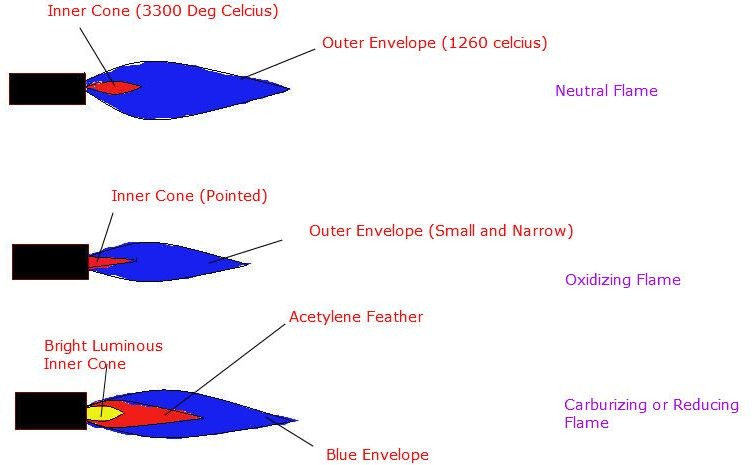 Inner Cone (3300 Deg Celcius)
Outer Envelope (1260 celcius)
Neutral Flame
Inner Cone (Pointed)
Outer Envelope (Small and Narrow)
Oxidizing Flame
Acetylene Feather
Bright Luminous
Inner Cone
Carburizing or Reducing
Flame
Blue Envelope